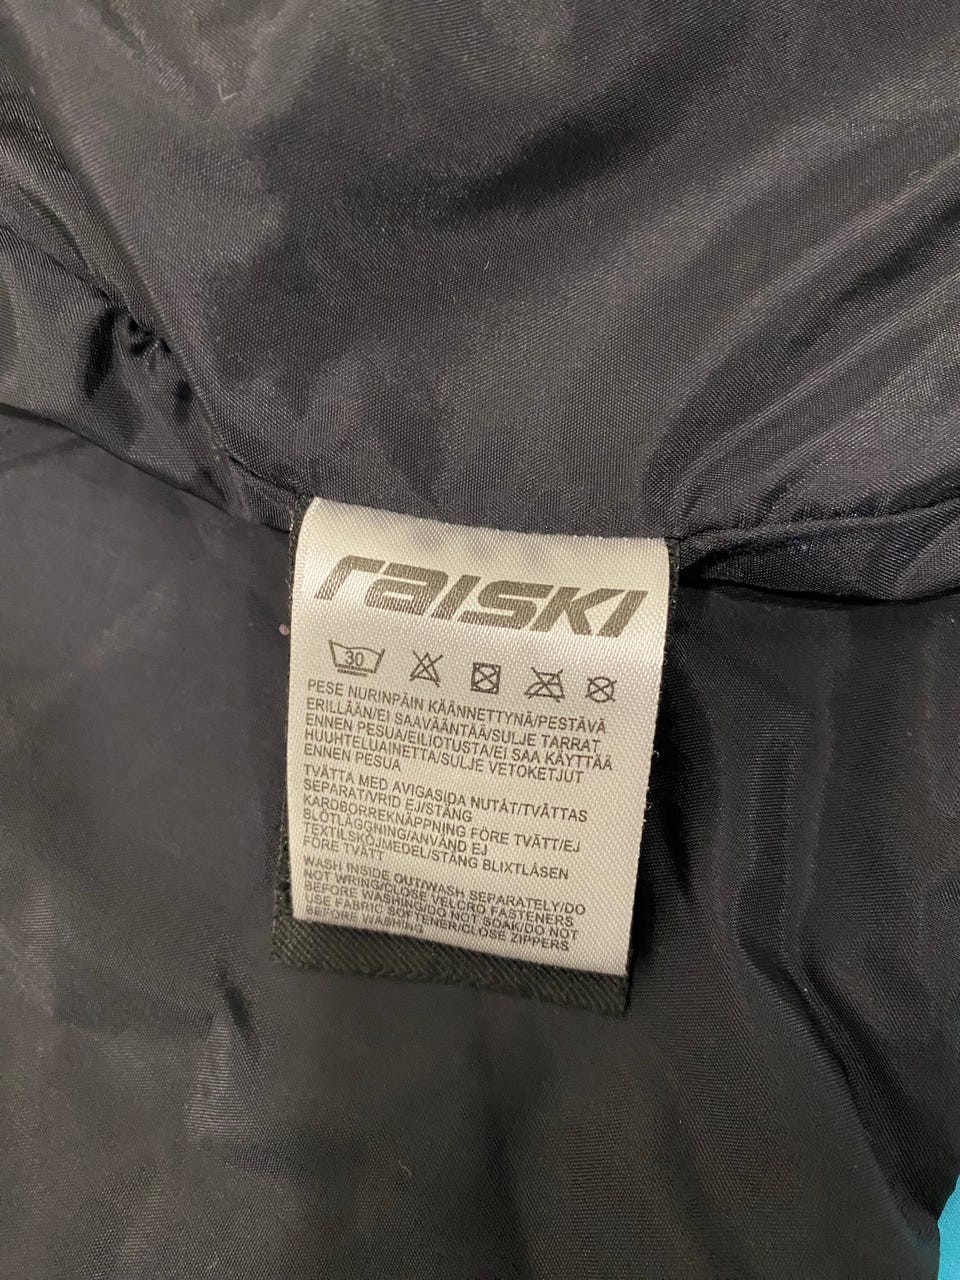 raiSKI
30
PESE NURINPÄIN KÄÄNNETTYNÄ/PESTÄVÄ
ERILLÄÄN/EI SAAVÄÄNTÄÄ/SULJE TARRAT
ENNEN PESUA/EILIOTUSTA/EI SAA KÄYTTÄÄ
HUUHTELUAINETTA/SULJE VETOKETJUT
ENNEN PESUA
TVÄTTA MED AVIGASIDA NUTÅT/TVÄTTAS
SEPARAT/VRID EJ/STÄNG
KARDBORREKNÄPPNING FÖRE TVÄTT/EJ
BLÖTLÄGGNING/ANVÄND EJ
TEXTILSKÖJMEDEL/STÄNG BLIXTLÅSEN
FÖRE TVÄTT
WASH INSIDE OUT/WASH SEPARATELY/DO
NOT WRING/CLOSE VELCRO FASTENERS
BEFORE WASHING/DO NOT SOAK/DO NOT
USE FABRIC SOFTENER/CLOSE ZIPPERS
BEFORE WASHING